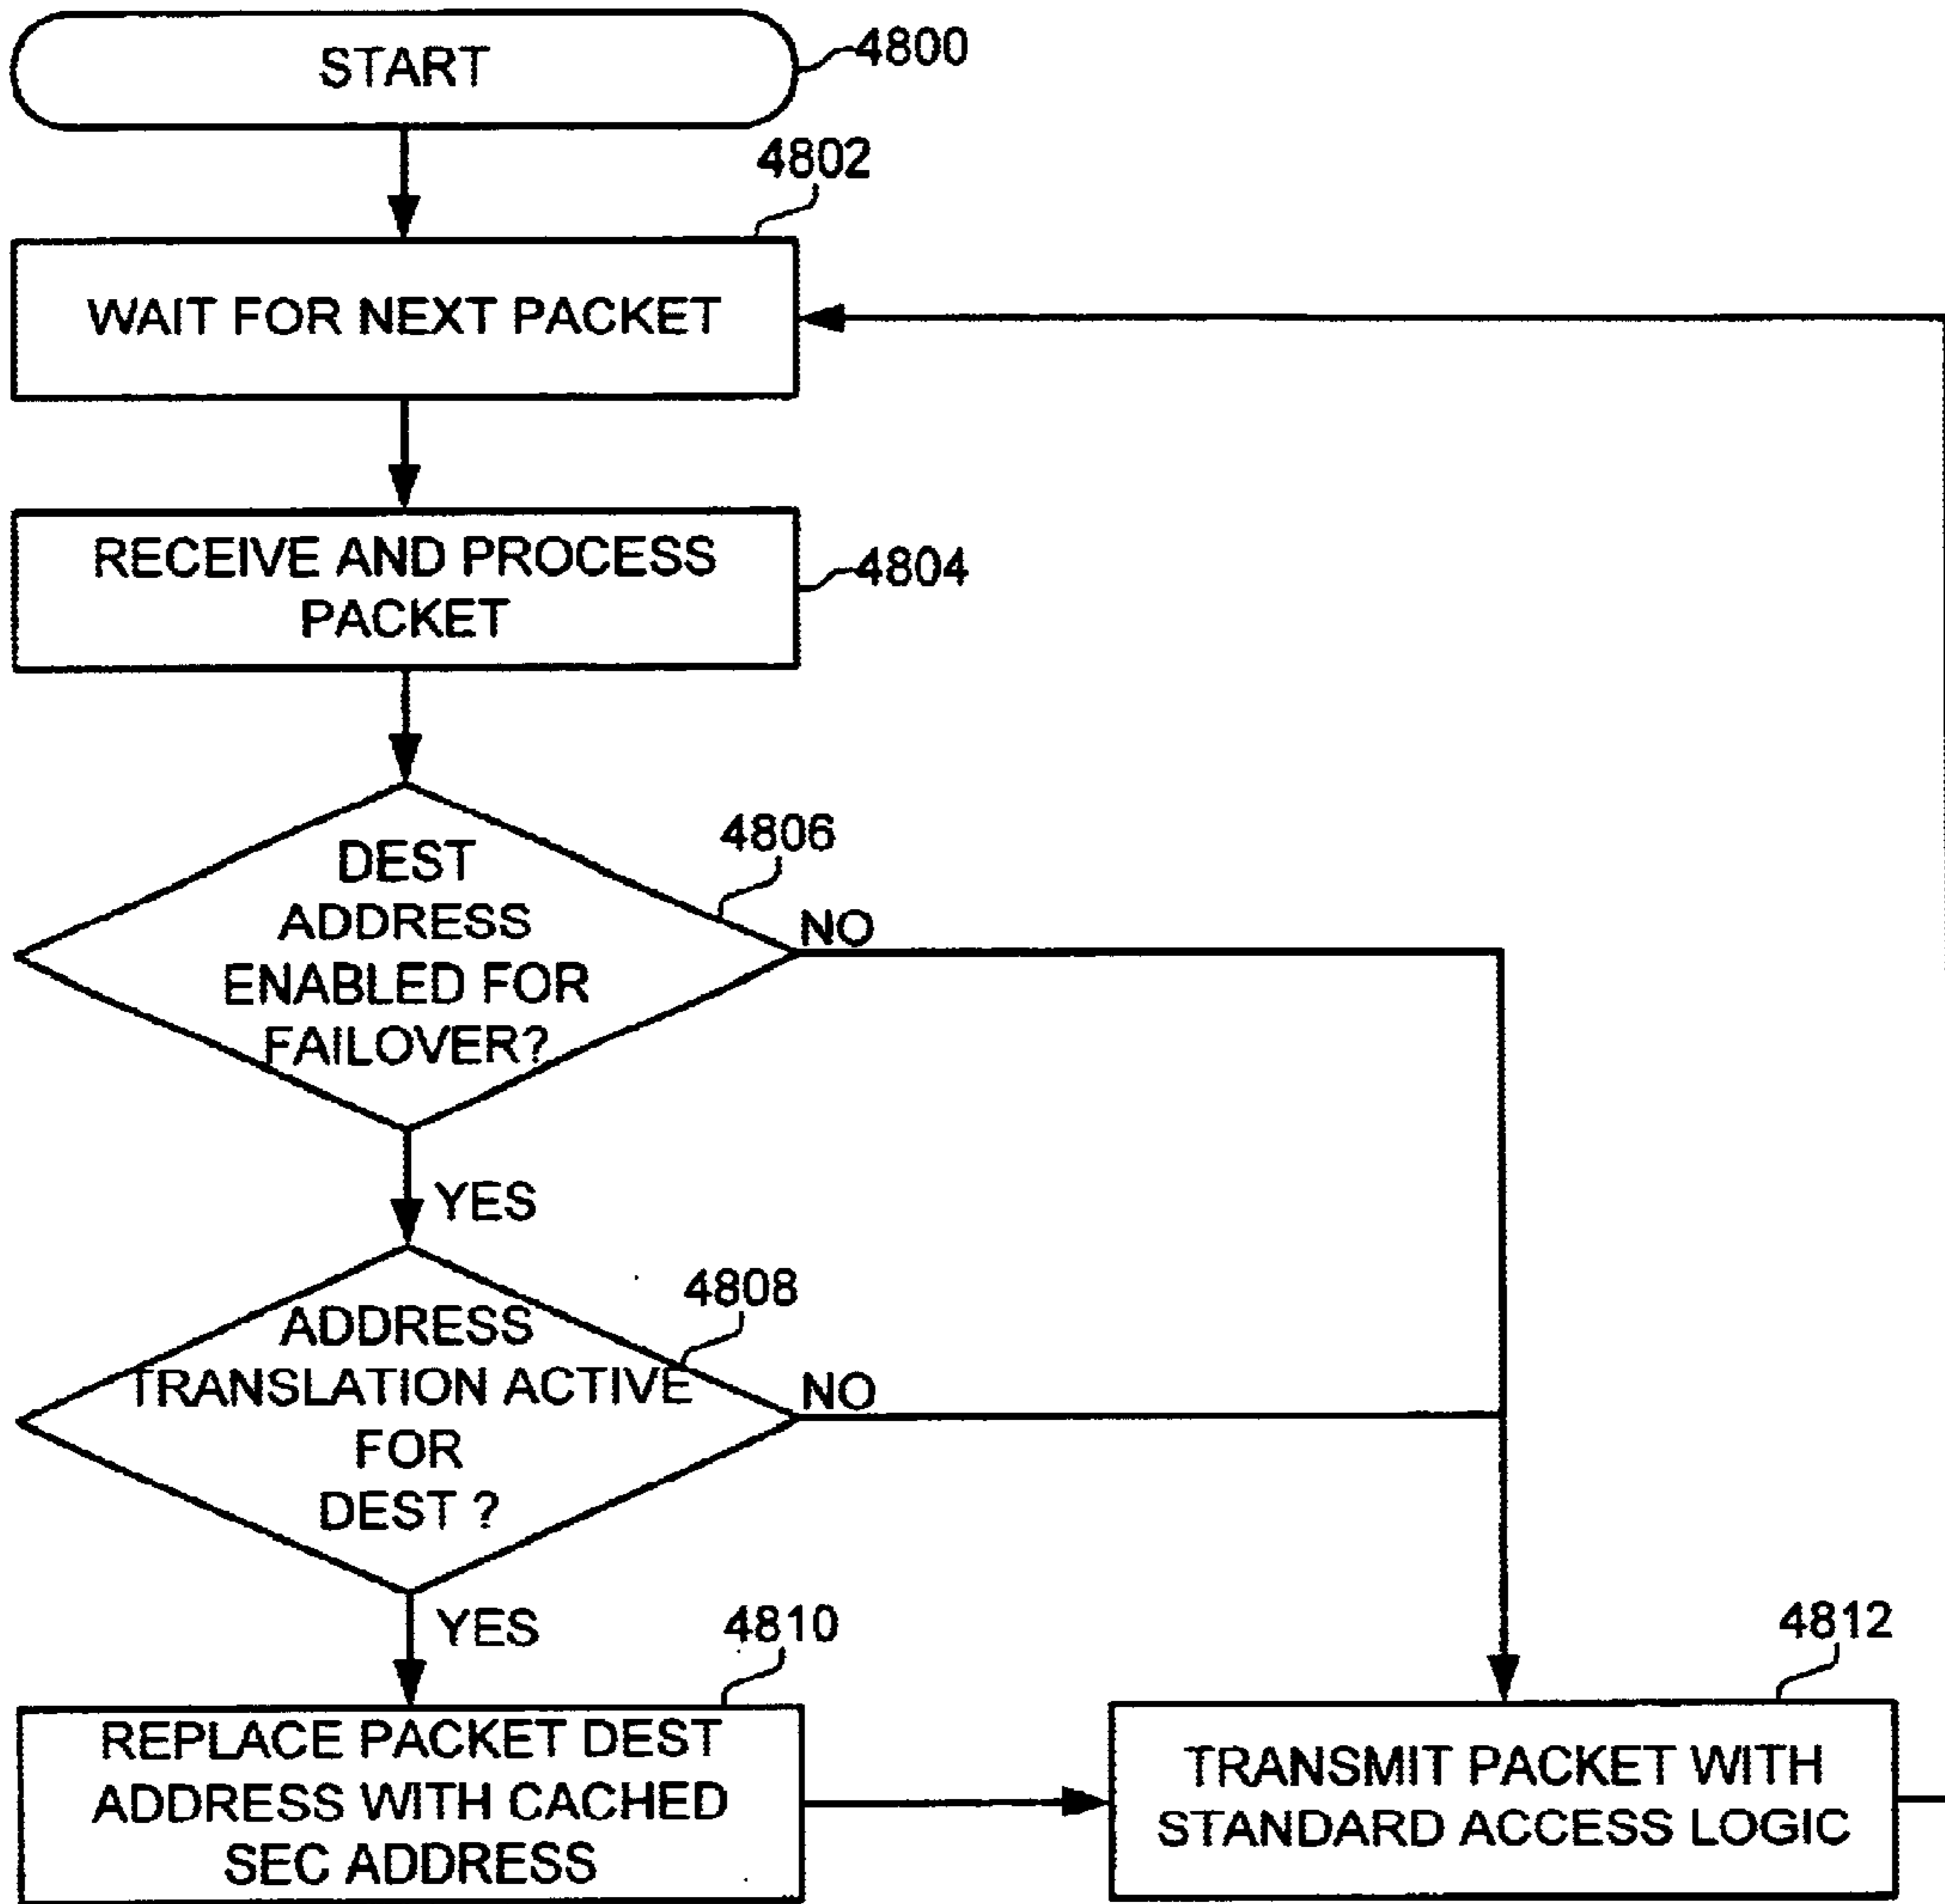 START
4800
4802
WAIT FOR NEXT PACKET
RECEIVE AND PROCESS
PACKET
4804
4806
DEST
ADDRESS
ENABLED FOR
FAILOVER?
NO
YES
4808
ADDRESS
TRANSLATION ACTIVE
FOR
DEST ?
NO
YES
4810
REPLACE PACKET DEST
ADDRESS WITH CACHED
SEC ADDRESS
4812
TRANSMIT PACKET WITH
STANDARD ACCESS LOGIC